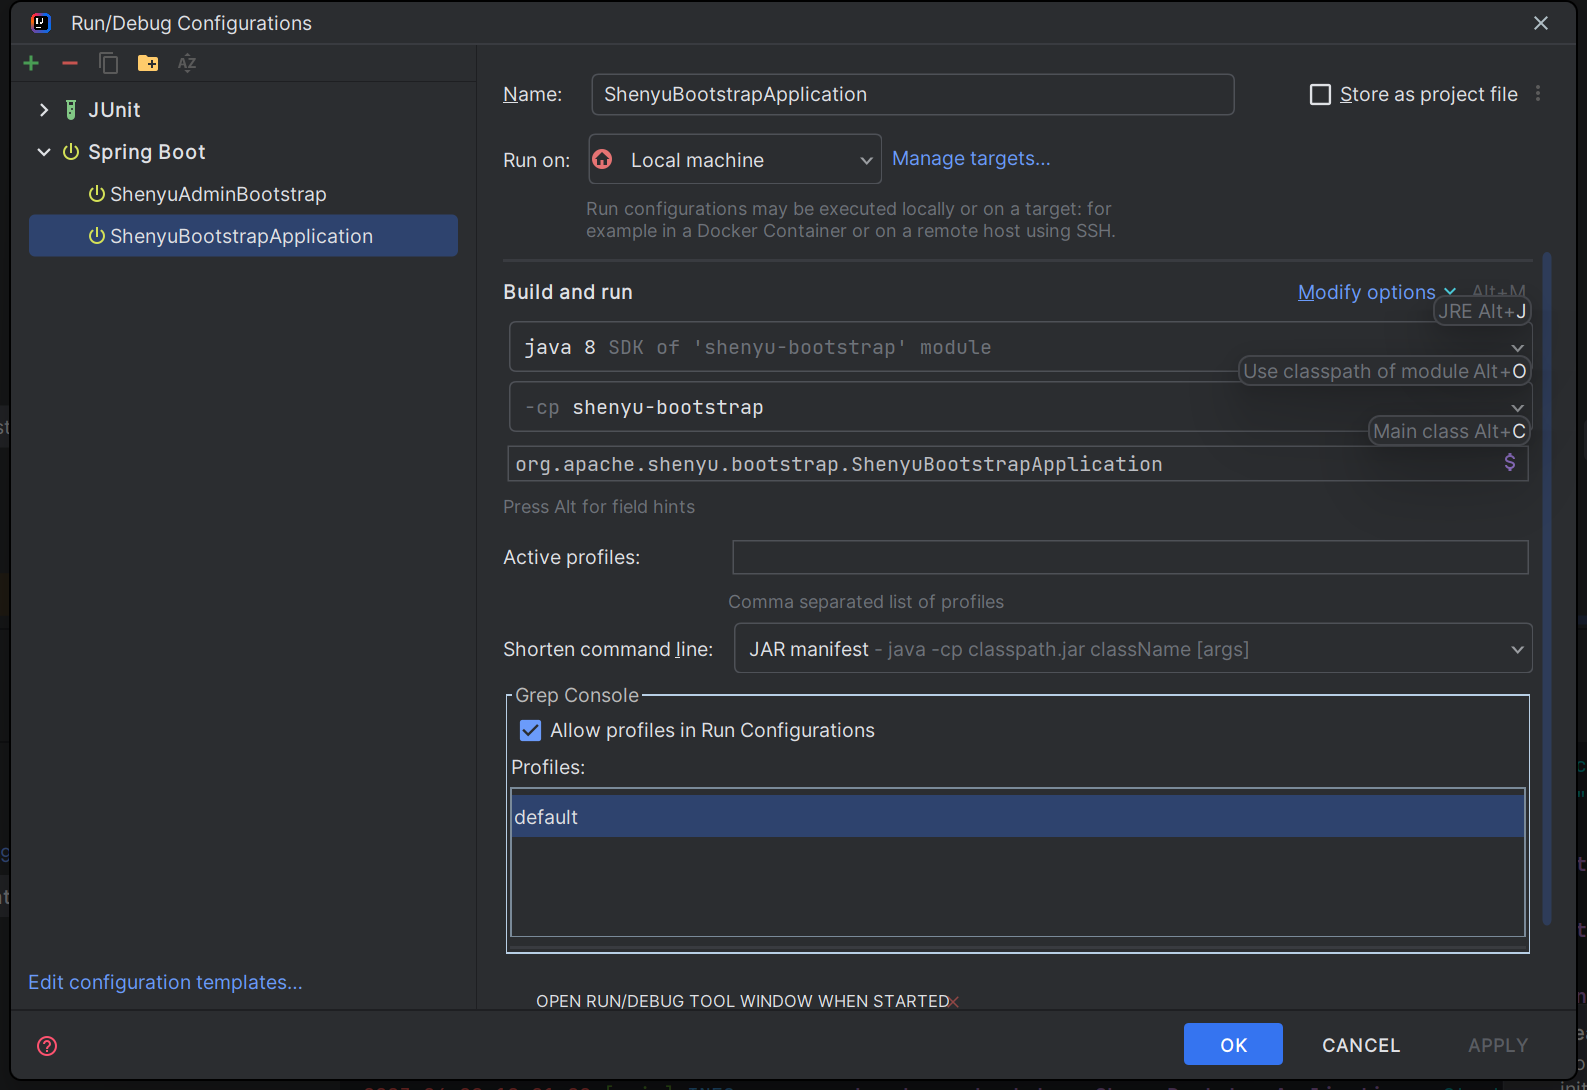 Run/Debug Configurations
JUnit
Spring Boot
ShenyuAdminBootstrap
ShenyuBootstrapApplication
Edit configuration templates...
Name:
ShenyuBootstrapApplication
Store as project file
Run on:
Local machine
Manage targets...
Run configurations may be executed locally or on a target: for
example in a Docker Container or on a remote host using SSH.
Build and run
Modify options
Alt+M
JRE Alt+J
java 8 SDK of 'shenyu-bootstrap' module
Use classpath of module Alt+O
-cp shenyu-bootstrap
Main class Alt+C
org.apache.shenyu.bootstrap.ShenyuBootstrapApplication
Press Alt for field hints
Active profiles:
Comma separated list of profiles
Shorten command line:
JAR manifest - java -cp classpath.jar className [args]
Grep Console
Allow profiles in Run Configurations
Profiles:
default
OPEN RUN/DEBUG TOOL WINDOW WHEN STARTED
OK
CANCEL
APPLY